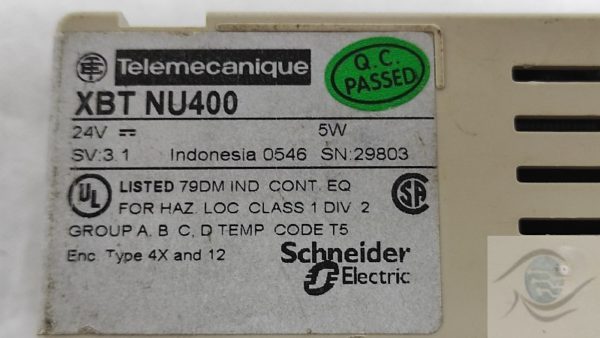 Telemecanique
Q.C.
PASSED
XBT NU400
24V ⎓ 5W
SV:3.1 Indonesia 0546 SN:29803
UL LISTED 79DM IND CONT. EQ
FOR HAZ. LOC CLASS 1 DIV 2
SA
GROUP A, B C, D TEMP CODE T5
Enc. Type 4X and 12
Schneider
Electric